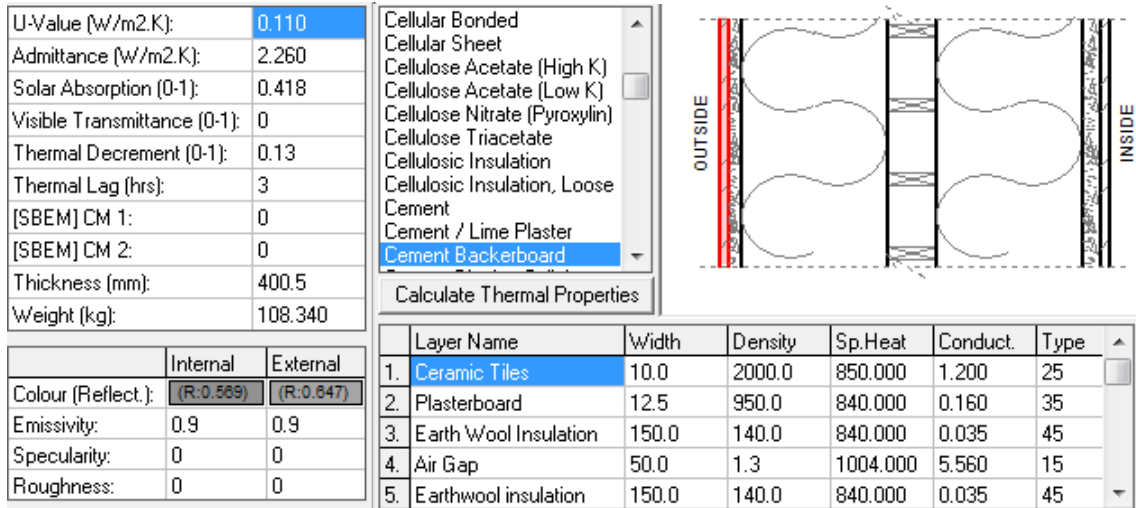 U-Value (W/m2.K): 0.110
Admittance (W/m2.K): 2.260
Solar Absorption (0-1): 0.418
Visible Transmittance (0-1): 0
Thermal Decrement (0-1): 0.13
Thermal Lag (hrs): 3
[SBEM] CM 1: 0
[SBEM] CM 2: 0
Thickness (mm): 400.5
Weight (kg): 108.340
Internal External
Colour (Reflect.): (R:0.569) (R:0.647)
Emissivity: 0.9 0.9
Specularity: 0 0
Roughness: 0 0
Cellular Bonded
Cellular Sheet
Cellulose Acetate (High K)
Cellulose Acetate (Low K)
Cellulose Nitrate (Pyroxylin)
Cellulose Triacetate
Cellulosic Insulation
Cellulosic Insulation, Loose
Cement
Cement / Lime Plaster
Cement Backerboard
Calculate Thermal Properties
OUTSIDE
INSIDE
Layer Name Width Density Sp.Heat Conduct. Type
1. Ceramic Tiles 10.0 2000.0 850.000 1.200 25
2. Plasterboard 12.5 950.0 840.000 0.160 35
3. Earth Wool Insulation 150.0 140.0 840.000 0.035 45
4. Air Gap 50.0 1.3 1004.000 5.560 15
5. Earthwool insulation 150.0 140.0 840.000 0.035 45